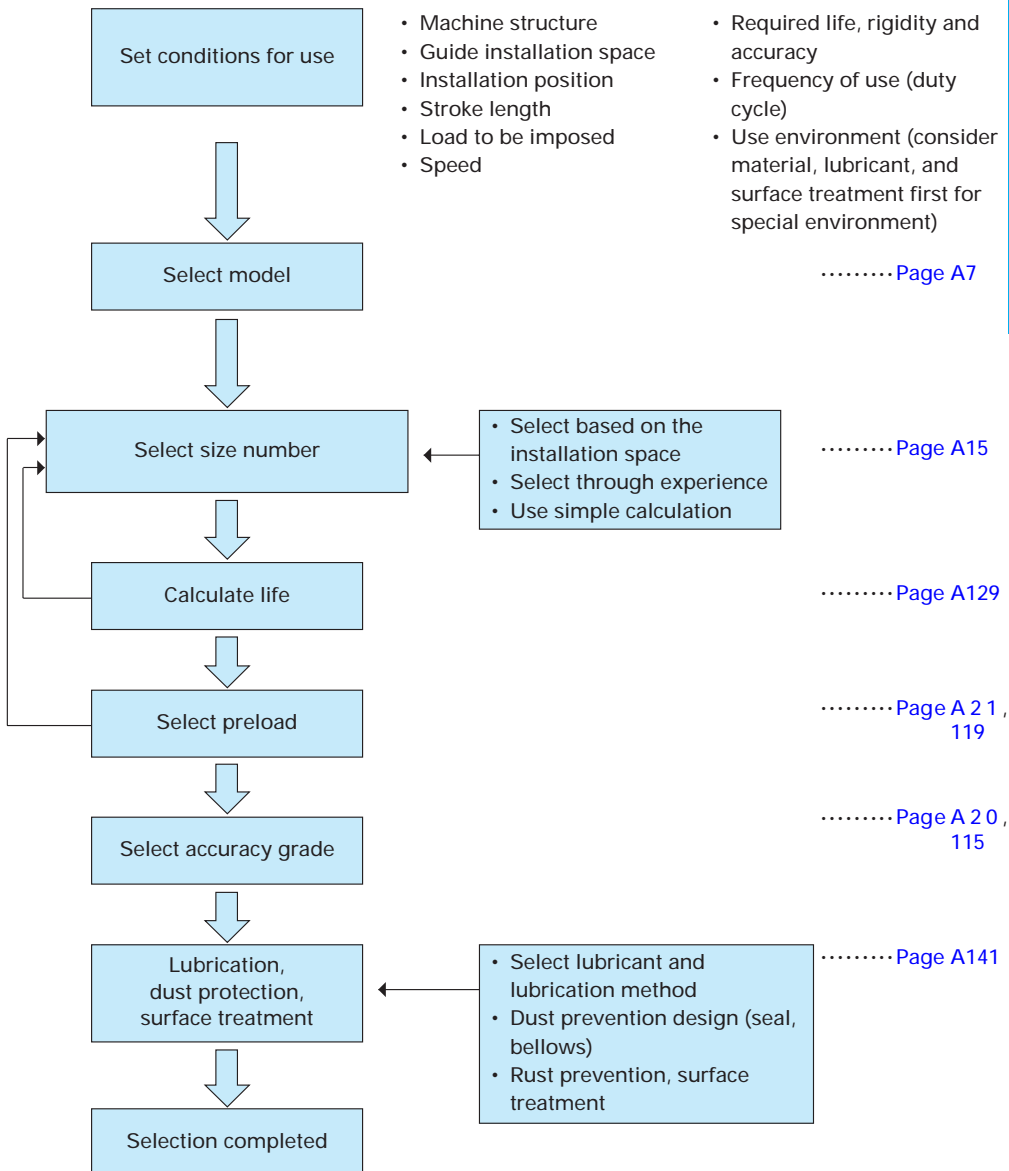 Set conditions for use
• Machine structure
• Guide installation space
• Installation position
• Stroke length
• Load to be imposed
• Speed
• Required life, rigidity and
accuracy
• Frequency of use (duty
cycle)
• Use environment (consider
material, lubricant, and
surface treatment first for
special environment)
Select model
········· Page A7
Select size number
• Select based on the
installation space
• Select through experience
• Use simple calculation
········· Page A15
Calculate life
········· Page A129
Select preload
········· Page A 2 1 ,
119
Select accuracy grade
········· Page A 2 0 ,
115
Lubrication,
dust protection,
surface treatment
• Select lubricant and
lubrication method
• Dust prevention design (seal,
bellows)
• Rust prevention, surface
treatment
········· Page A141
Selection completed